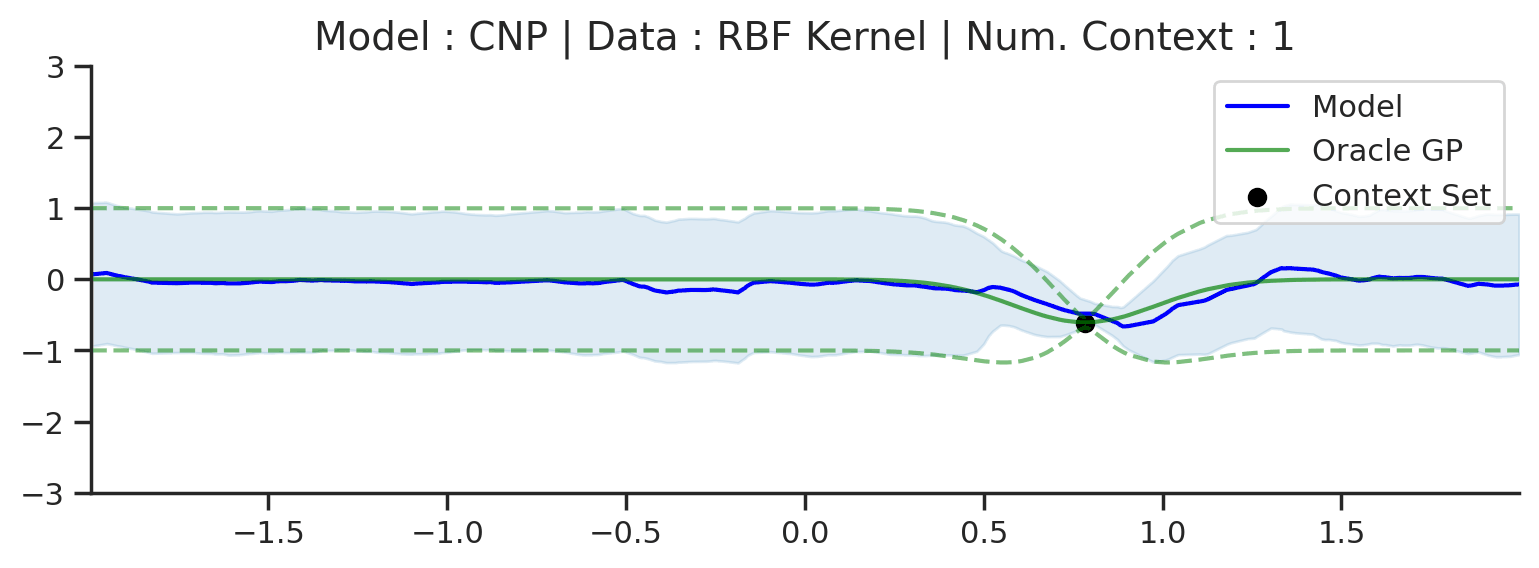 Model : CNP | Data : RBF Kernel | Num. Context : 1
3
2
1
0
−1
−2
−3
Model
Oracle GP
Context Set
−1.5 −1.0 −0.5 0.0 0.5 1.0 1.5